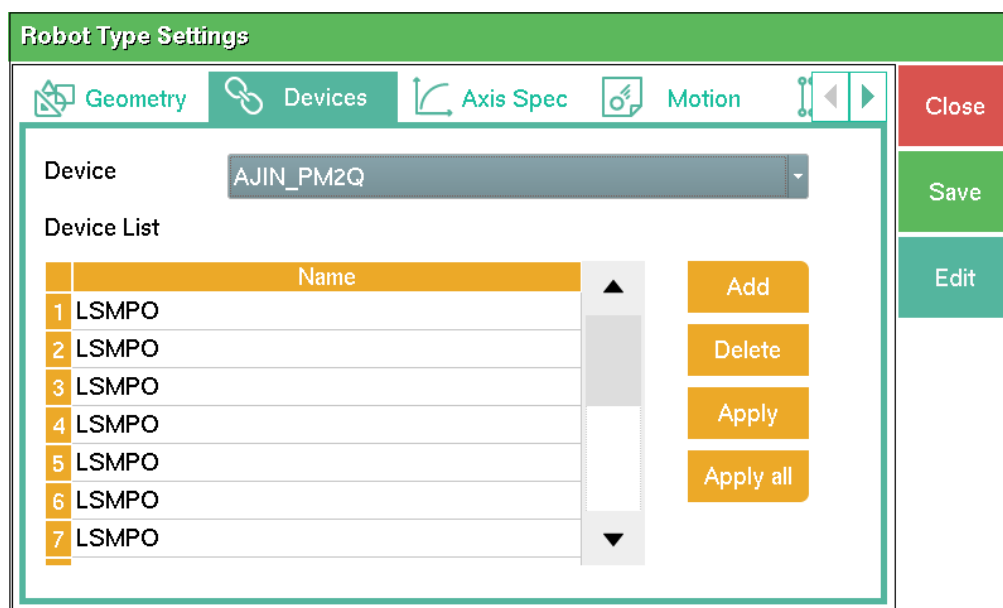 Robot Type Settings
Geometry Devices Axis Spec Motion
Close
Device AJIN_PM2Q
Save
Device List
Name
Add
Edit
1 LSMPO
2 LSMPO
Delete
3 LSMPO
4 LSMPO
Apply
5 LSMPO
Apply all
6 LSMPO
7 LSMPO